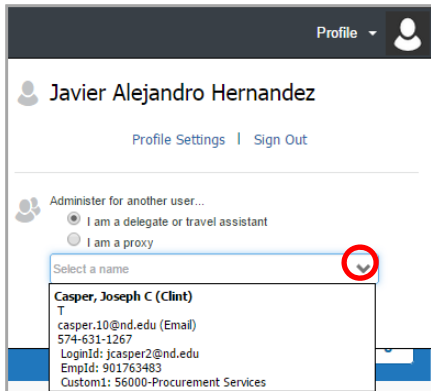 Profile
Javier Alejandro Hernandez
Profile Settings | Sign Out
Administer for another user...
I am a delegate or travel assistant
I am a proxy
Select a name
Casper, Joseph C (Clint)
T
casper.10@nd.edu (Email)
574-631-1267
LoginId: jcasper2@nd.edu
EmpId: 901763483
Custom1: 56000-Procurement Services